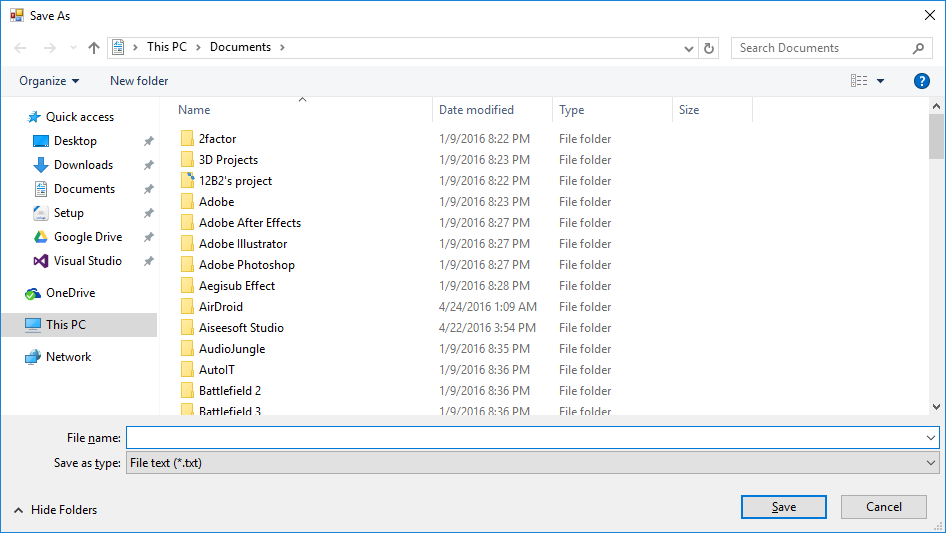 Save As
This PC > Documents >
Search Documents
Organize
New folder
?
Name
Date modified
Type
Size
Quick access
Desktop
Downloads
Documents
Setup
Google Drive
Visual Studio
OneDrive
This PC
Network
2factor 1/9/2016 8:22 PM File folder
3D Projects 1/9/2016 8:23 PM File folder
12B2's project 1/9/2016 8:22 PM File folder
Adobe 1/9/2016 8:23 PM File folder
Adobe After Effects 1/9/2016 8:27 PM File folder
Adobe Illustrator 1/9/2016 8:27 PM File folder
Adobe Photoshop 1/9/2016 8:27 PM File folder
Aegisub Effect 1/9/2016 8:28 PM File folder
AirDroid 4/24/2016 1:09 AM File folder
Aiseesoft Studio 4/22/2016 3:54 PM File folder
AudioJungle 1/9/2016 8:35 PM File folder
AutoIT 1/9/2016 8:36 PM File folder
Battlefield 2 1/9/2016 8:36 PM File folder
Battlefield 3 1/9/2016 8:36 PM File folder
File name:
Save as type: File text (*.txt)
Hide Folders
Save
Cancel